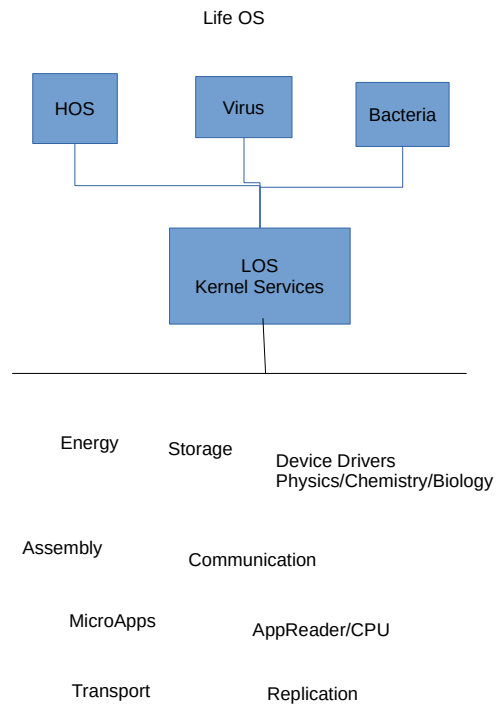 Life OS
HOS
Virus
Bacteria
LOS
Kernel Services
Energy
Storage
Device Drivers
Physics/Chemistry/Biology
Assembly
Communication
MicroApps
AppReader/CPU
Transport
Replication